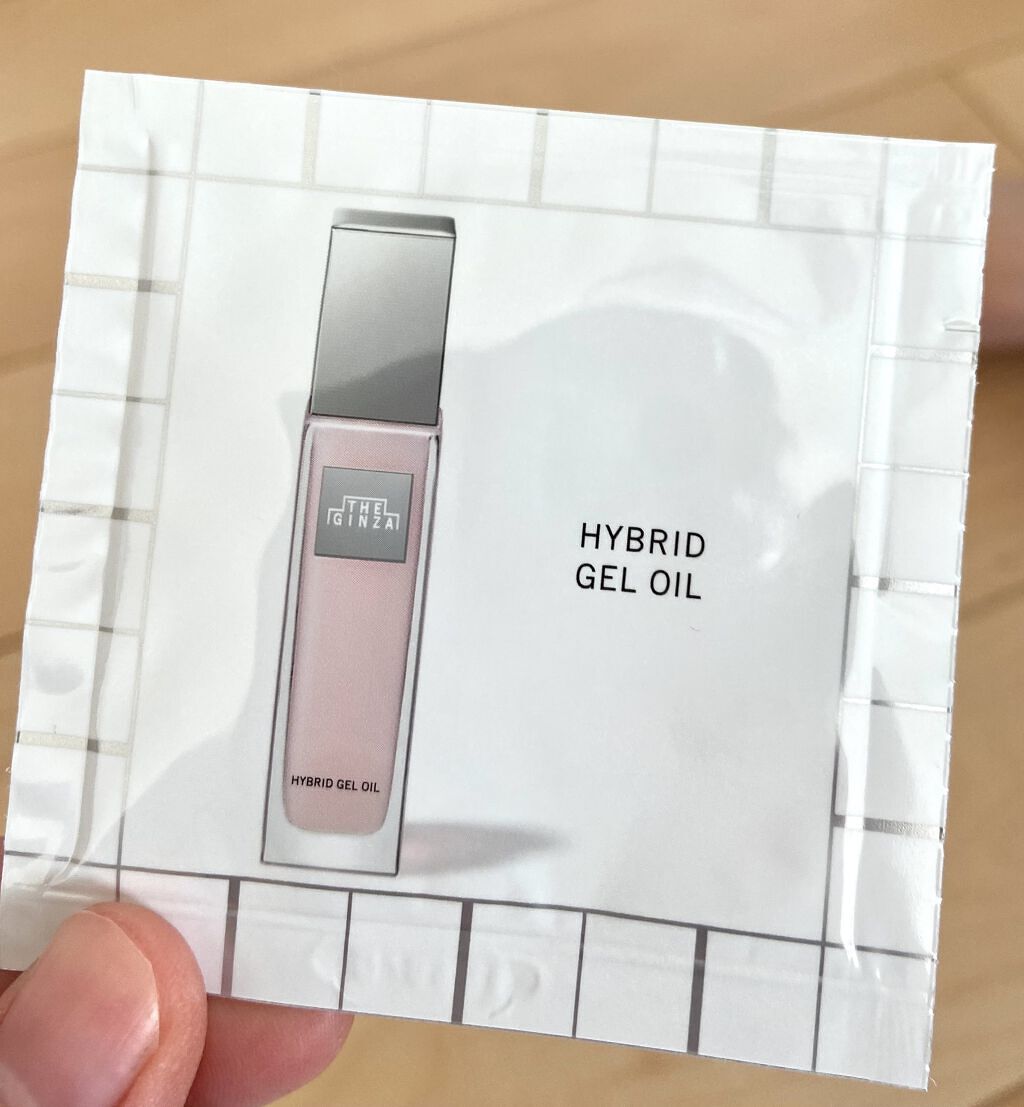 THE
GINZA
HYBRID GEL OIL
HYBRID
GEL OIL